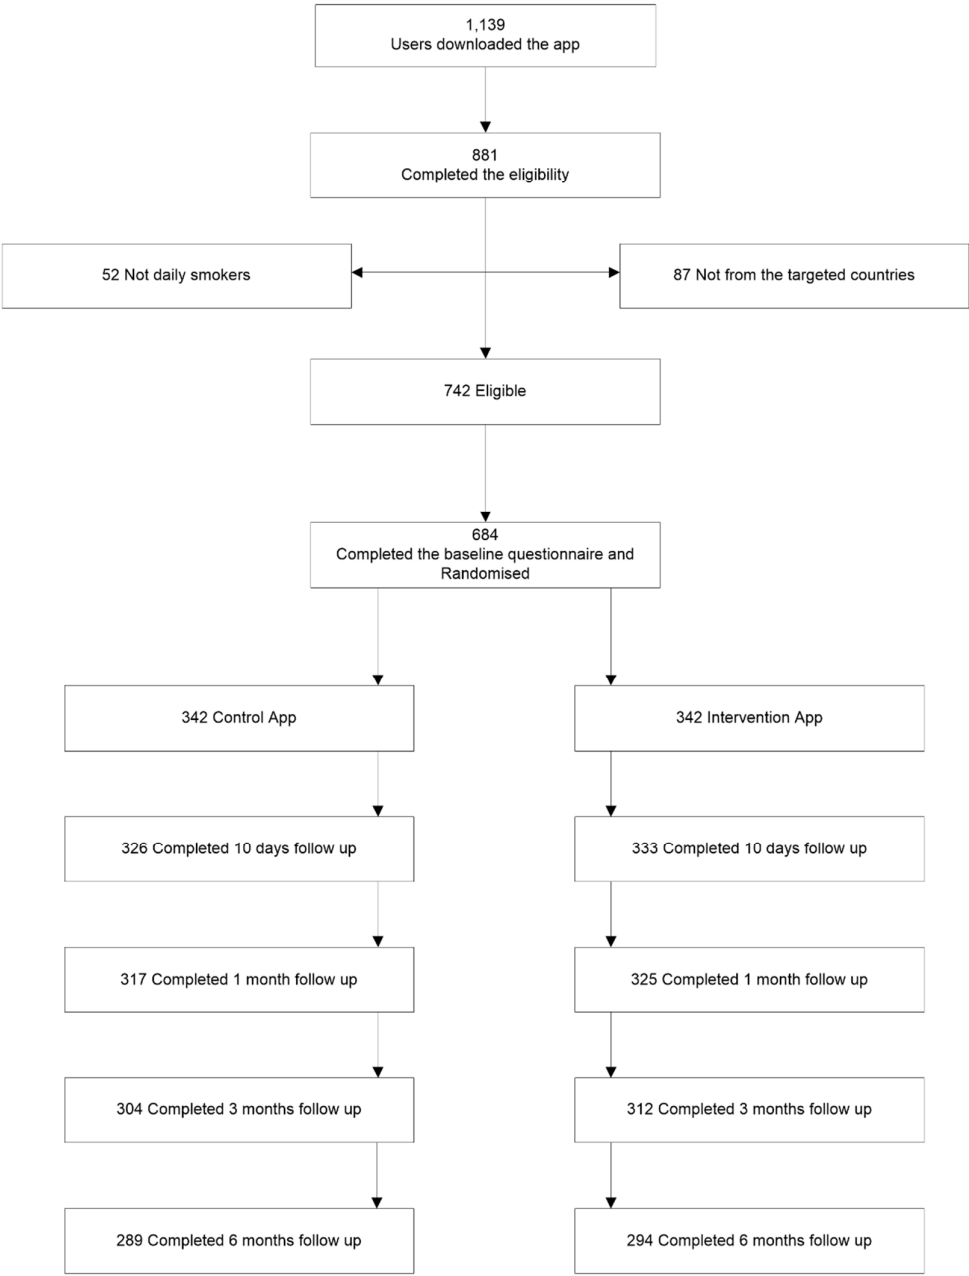 1,139
Users downloaded the app
881
Completed the eligibility
52 Not daily smokers
87 Not from the targeted countries
742 Eligible
684
Completed the baseline questionnaire and
Randomised
342 Control App
342 Intervention App
326 Completed 10 days follow up
333 Completed 10 days follow up
317 Completed 1 month follow up
325 Completed 1 month follow up
304 Completed 3 months follow up
312 Completed 3 months follow up
289 Completed 6 months follow up
294 Completed 6 months follow up